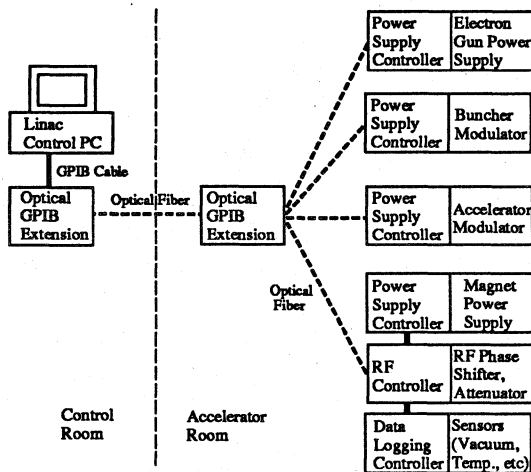 Linac
Control PC
GPIB Cable
Optical
GPIB
Extension
Optical Fiber
Optical
GPIB
Extension
Optical
Fiber
Control
Room
Accelerator
Room
Power
Supply
Controller
Electron
Gun Power
Supply
Power
Supply
Controller
Buncher
Modulator
Power
Supply
Controller
Accelerator
Modulator
Power
Supply
Controller
Magnet
Power
Supply
RF
Controller
RF Phase
Shifter,
Attenuator
Data
Logging
Controller
Sensors
(Vacuum,
Temp., etc)